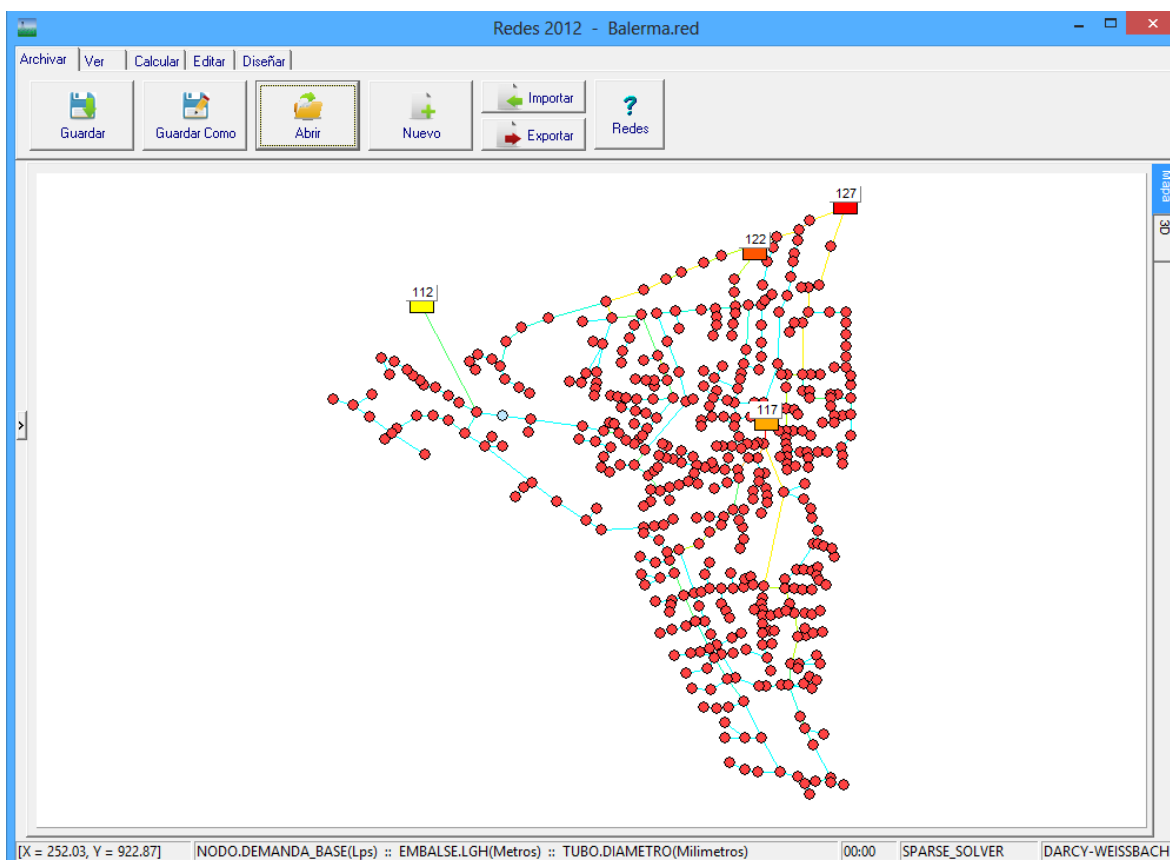 Redes 2012 - Balerma.red
Archivar Ver Calcular Editar Diseñar
Guardar Guardar Como Abrir Nuevo Importar Exportar ? Redes
Mapa
3D
127
122
112
117
>
[X = 252.03, Y = 922.87] NODO.DEMANDA_BASE(Lps) :: EMBALSE.LGH(Metros) :: TUBO.DIAMETRO(Milimetros) 00:00 SPARSE_SOLVER DARCY-WEISSBACH